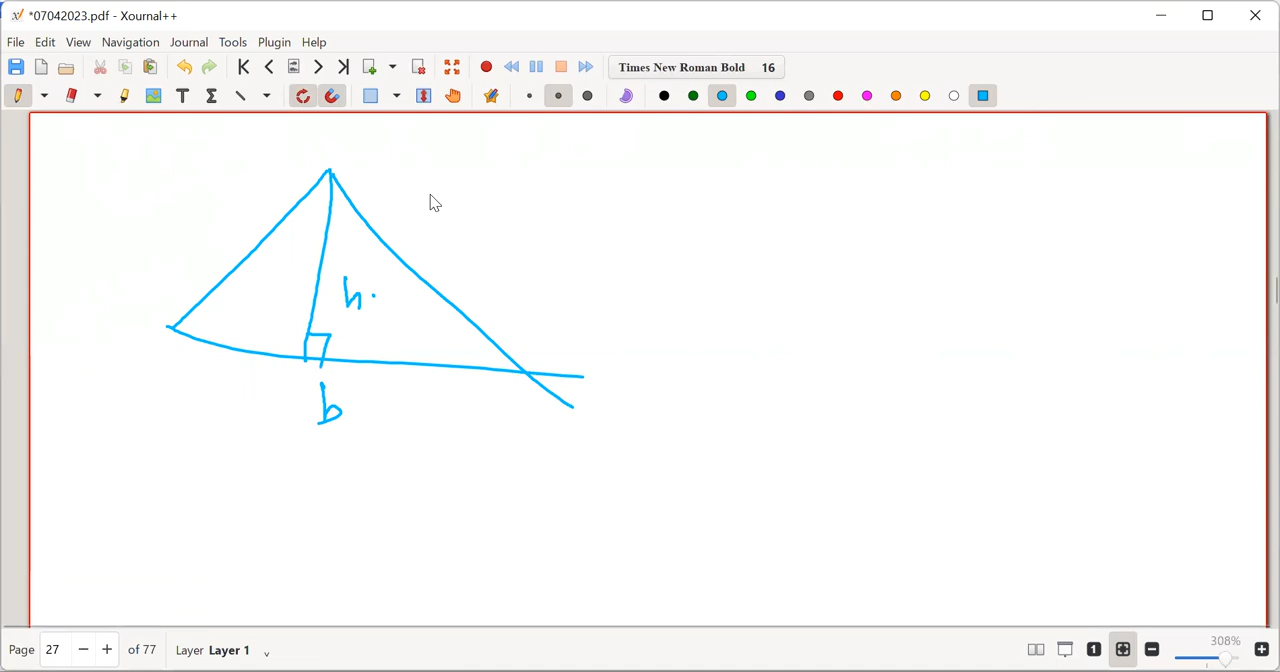 *07042023.pdf - Xournal++
File Edit View Navigation Journal Tools Plugin Help
Times New Roman Bold 16
h.
b
Page 27 of 77 Layer Layer 1 1 308%